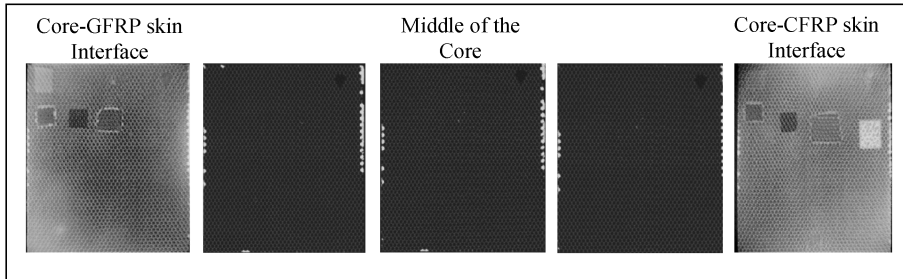 Core-GFRP skin
Interface
Middle of the
Core
Core-CFRP skin
Interface